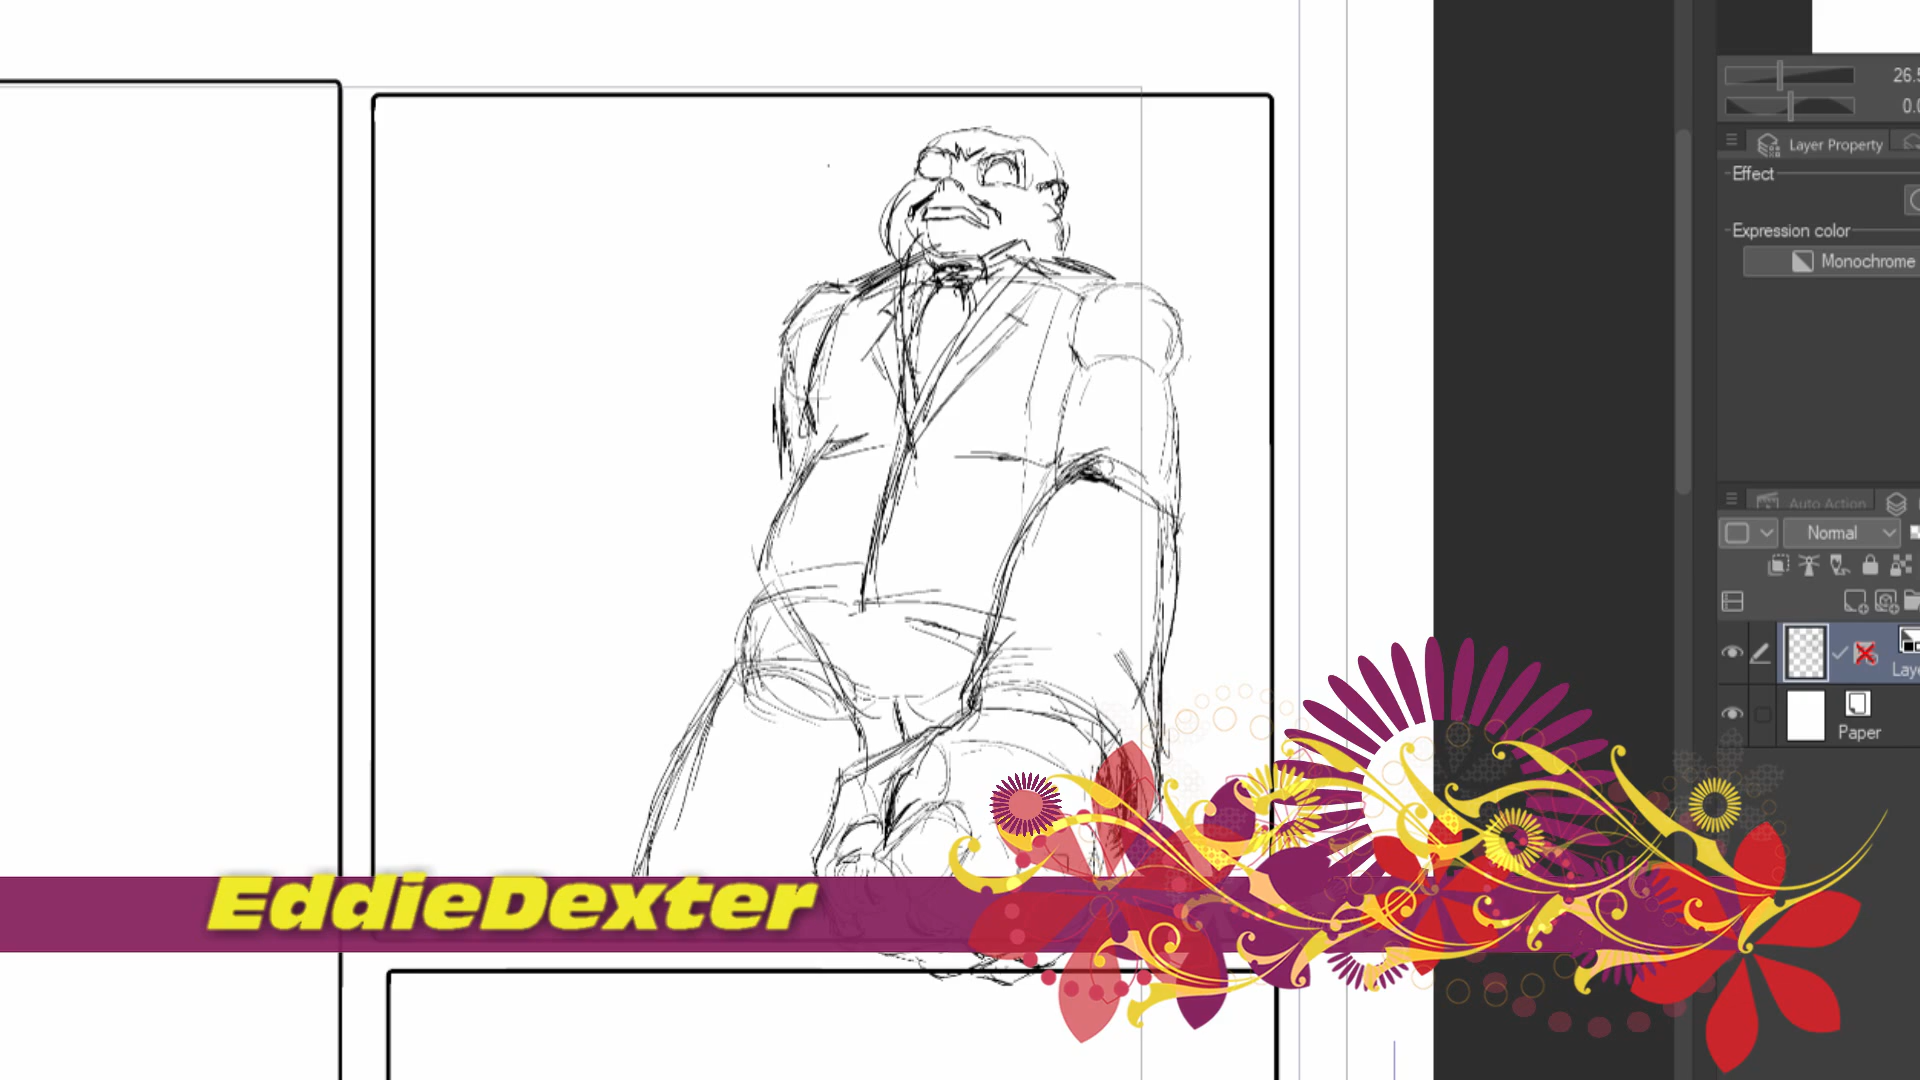 26.5
0.0
Layer Property
Effect
Expression color
Monochrome
Auto Action
Normal
Paper
EddieDexter